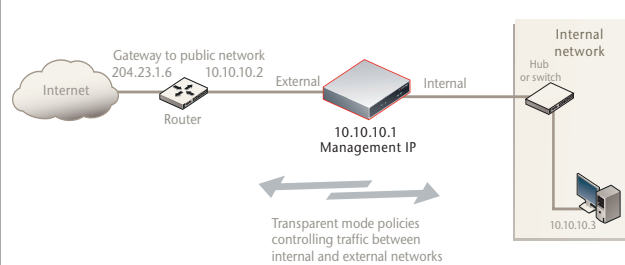 Internal
network
Gateway to public network
204.23.1.6 10.10.10.2
Hub
or switch
External
Internal
Internet
Router
10.10.10.1
Management IP
10.10.10.3
Transparent mode policies
controlling traffic between
internal and external networks